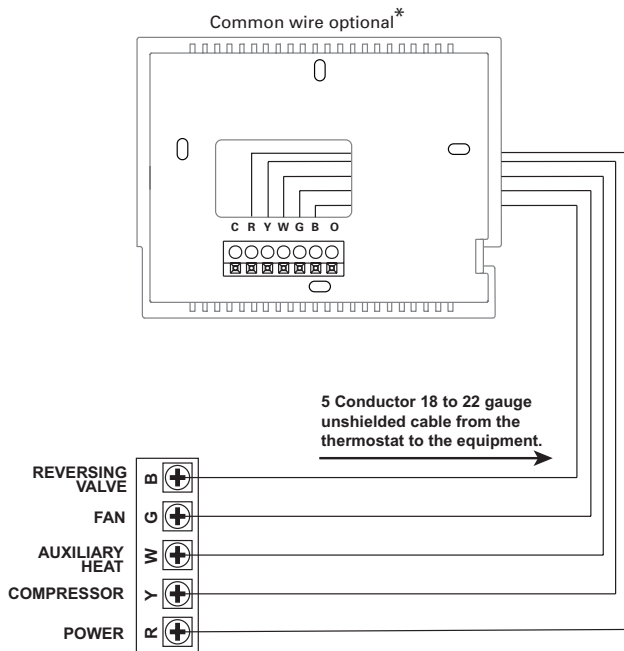 Common wire optional*
C R Y W G B O
5 Conductor 18 to 22 gauge
unshielded cable from the
thermostat to the equipment.
REVERSING
VALVE
B
FAN
G
AUXILIARY
HEAT
W
COMPRESSOR
Y
POWER
R